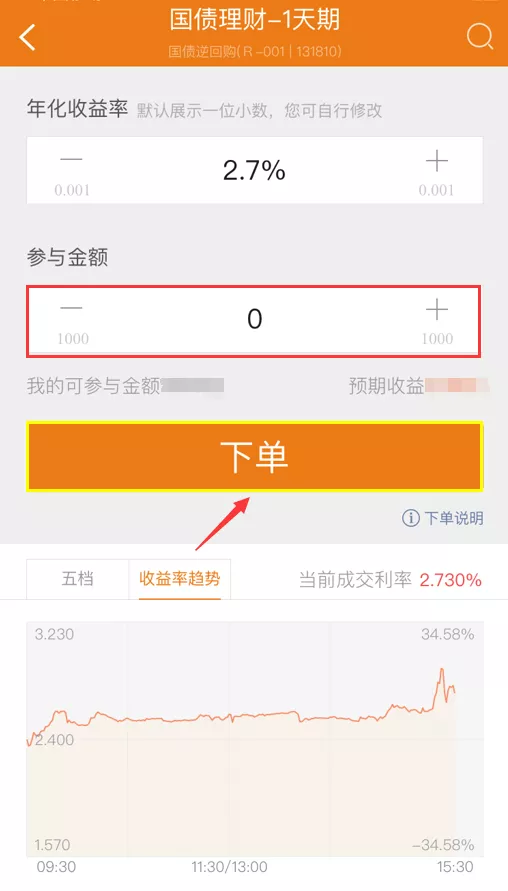 国债理财-1天期
国债逆回购(R-001 | 131810)
年化收益率 默认展示一位小数，您可自行修改
0.001 2.7% 0.001
参与金额
1000 0 1000
我的可参与金额 预期收益
下单
下单说明
五档 收益率趋势 当前成交利率 2.730%
3.230 34.58%
2.400
1.570 -34.58%
09:30 11:30/13:00 15:30